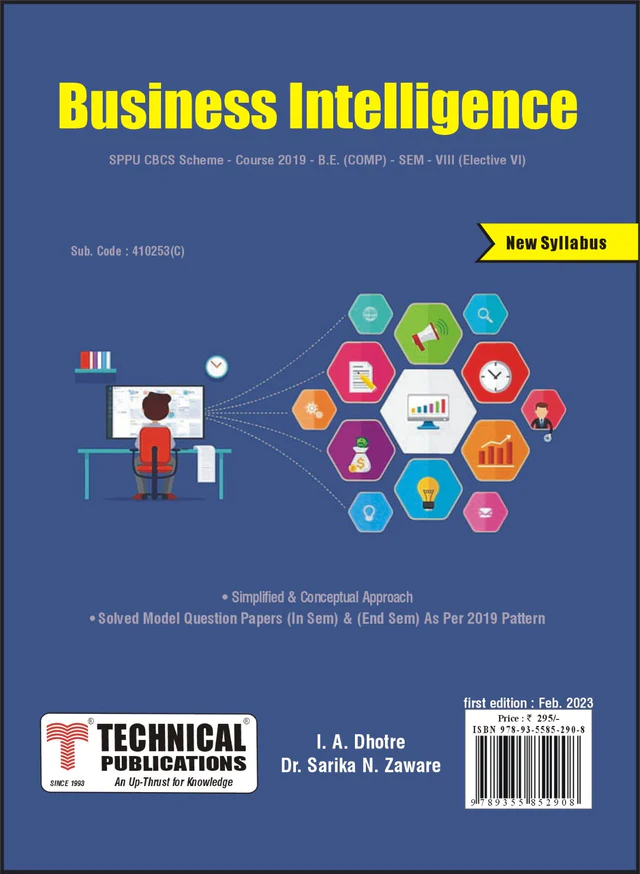 Business Intelligence
SPPU CBCS Scheme - Course 2019 - B.E. (COMP) - SEM - VIII (Elective VI)
New Syllabus
Sub. Code : 410253(C)
• Simplified & Conceptual Approach
• Solved Model Question Papers (In Sem) & (End Sem) As Per 2019 Pattern
first edition : Feb. 2023
Price : ₹ 295/-
ISBN 978-93-5585-290-8
9 789355 852908
® TECHNICAL ®
PUBLICATIONS
SINCE 1993 An Up-Thrust for Knowledge
I. A. Dhotre
Dr. Sarika N. Zaware